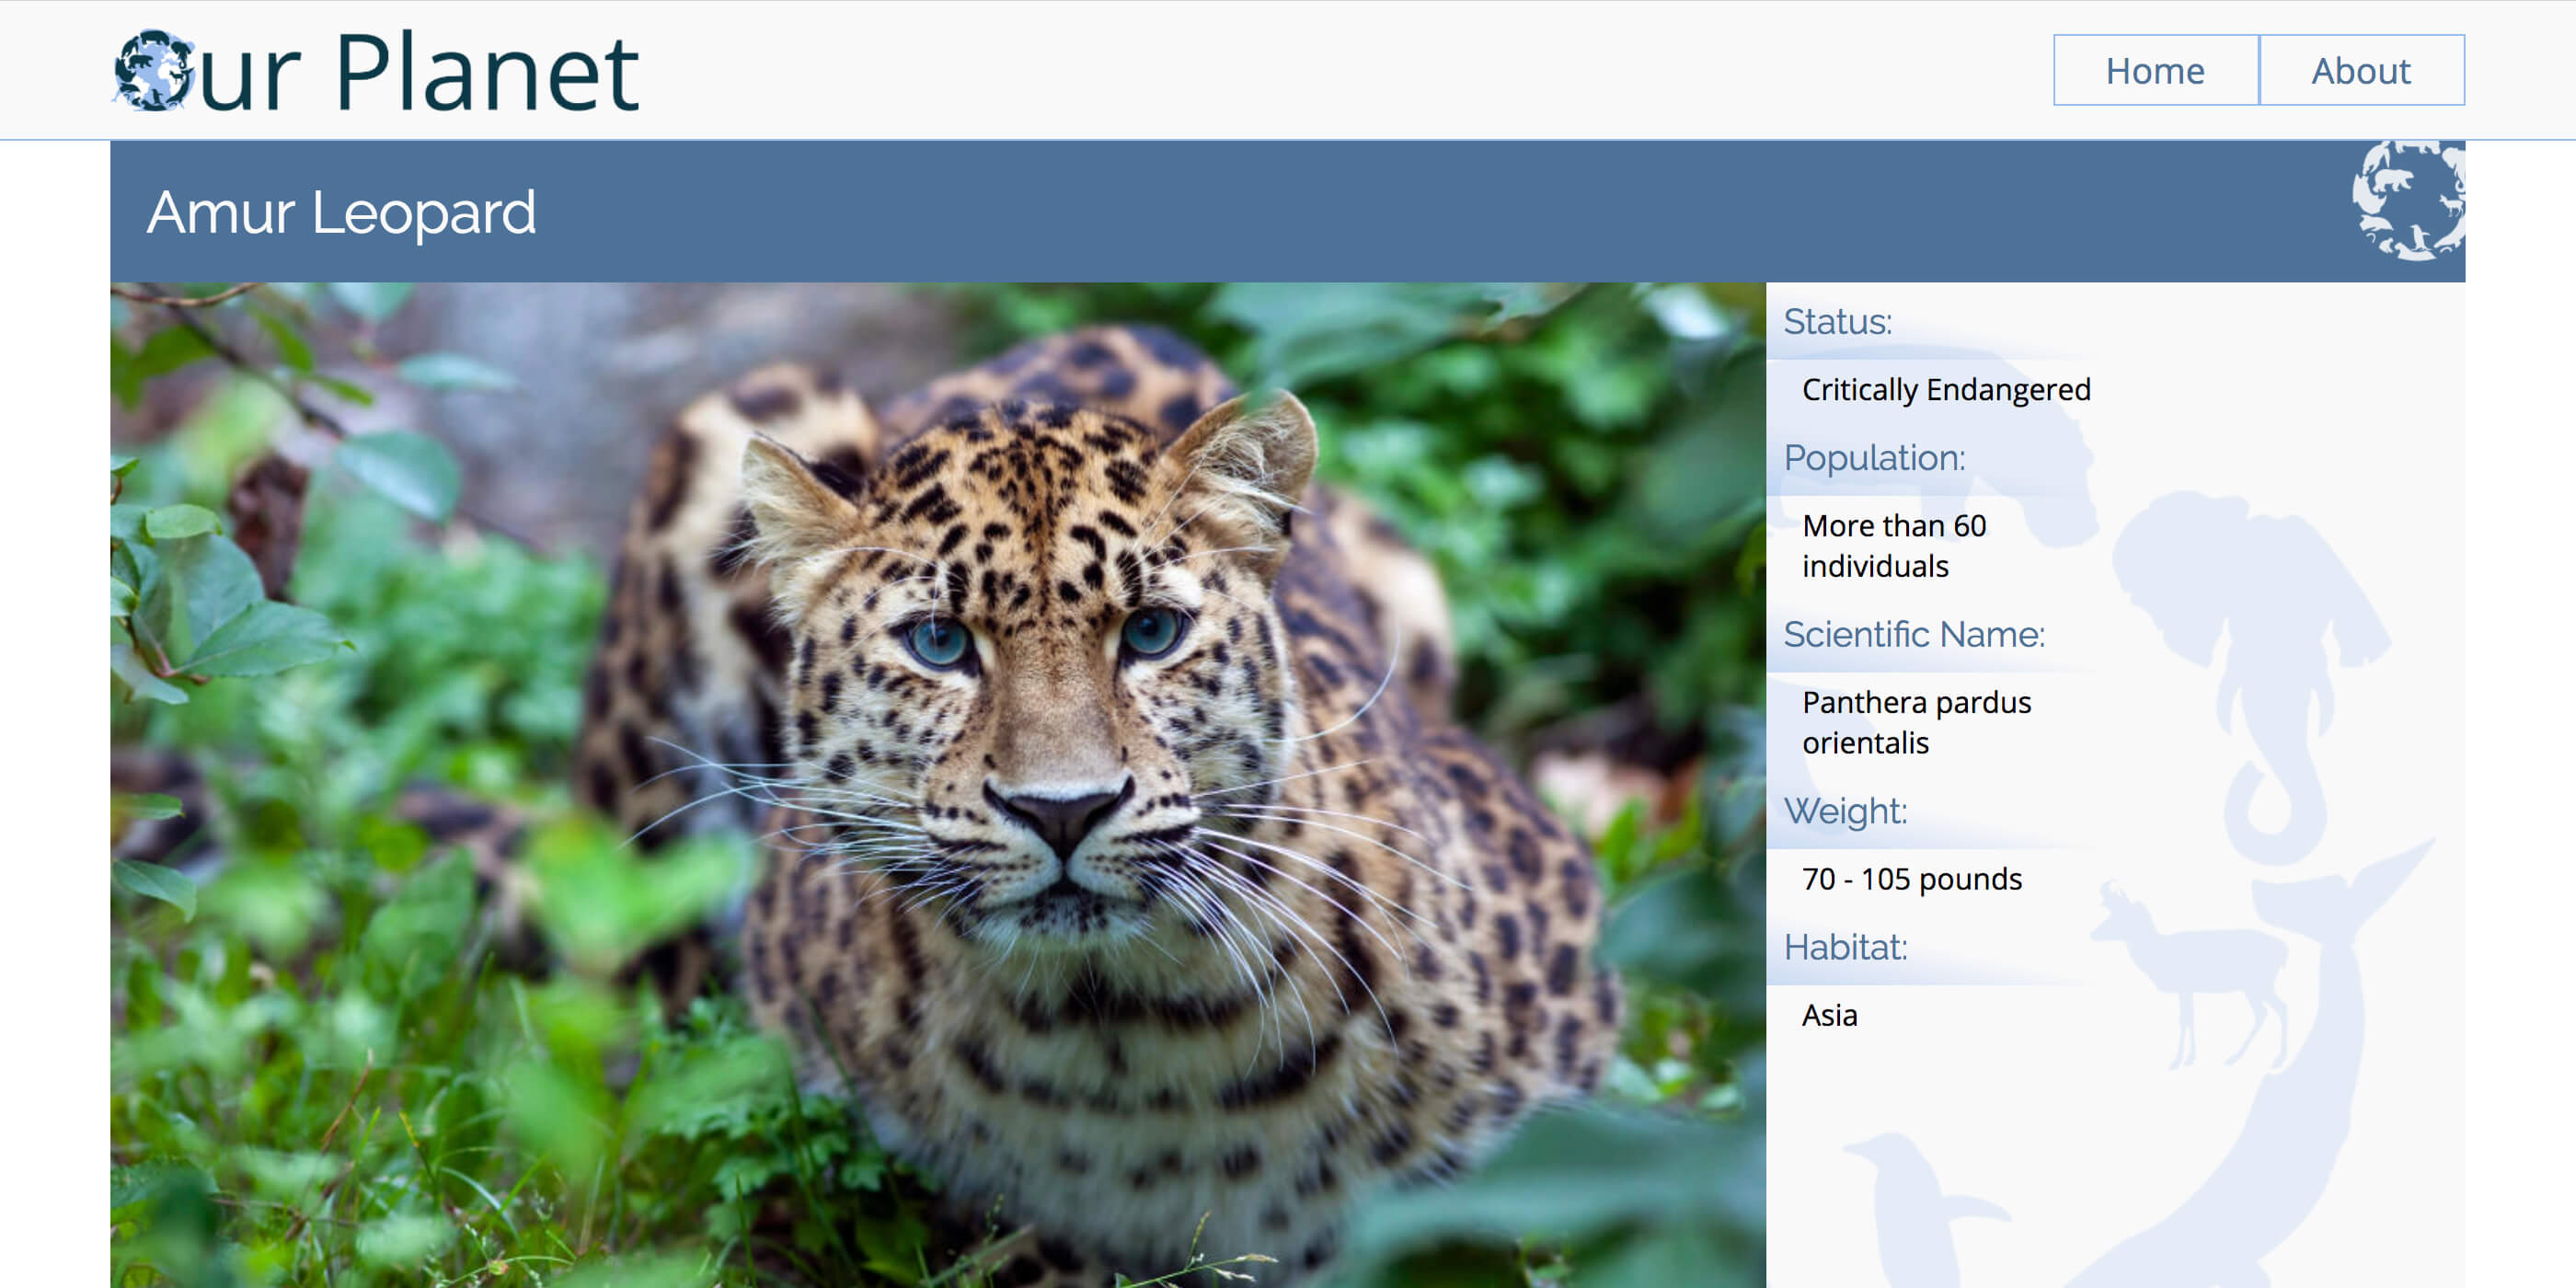 Our Planet
Home
About
Amur Leopard
Status:
Critically Endangered
Population:
More than 60
individuals
Scientific Name:
Panthera pardus
orientalis
Weight:
70 - 105 pounds
Habitat:
Asia